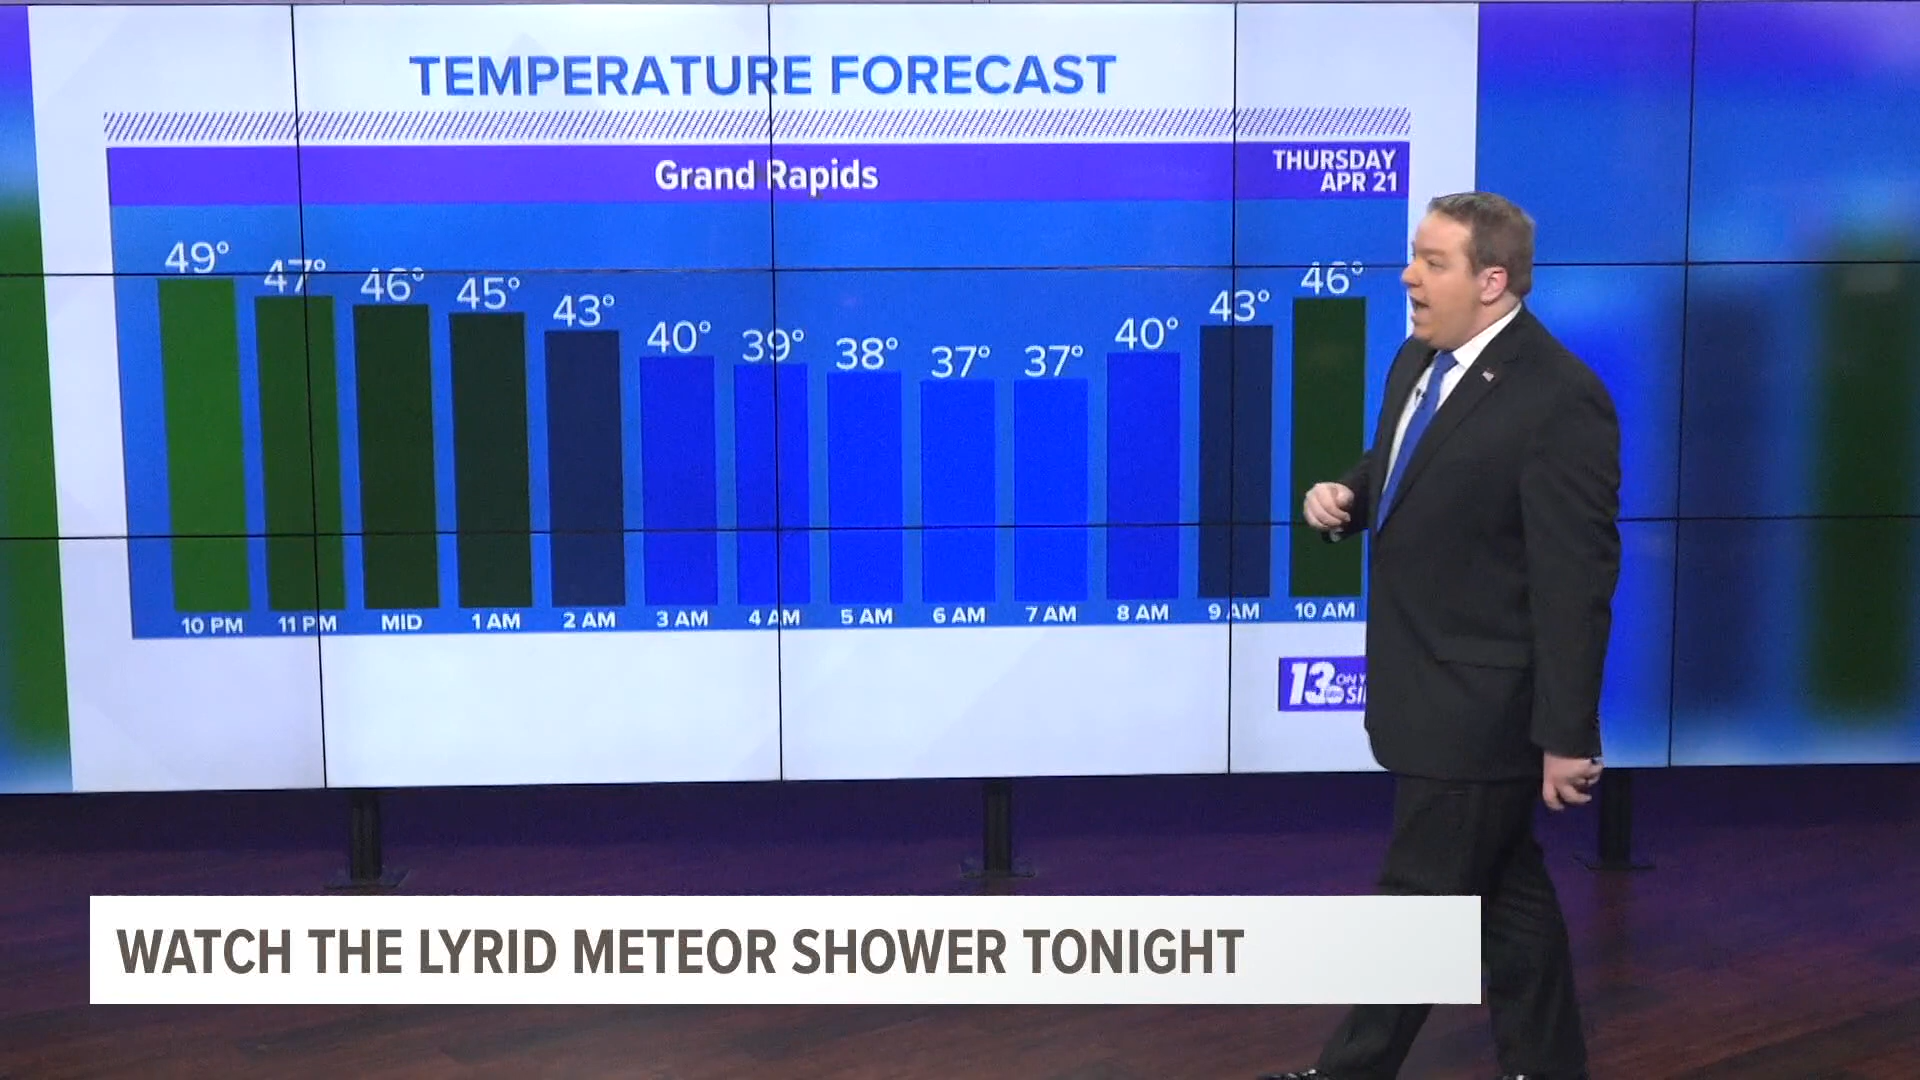 TEMPERATURE FORECAST
Grand Rapids
THURSDAY
APR 21
49° 47° 46° 45° 43° 40° 39° 38° 37° 37° 40° 43° 46°
10 PM 11 PM MID 1 AM 2 AM 3 AM 4 AM 5 AM 6 AM 7 AM 8 AM 9 AM 10 AM
13 ON
WATCH THE LYRID METEOR SHOWER TONIGHT